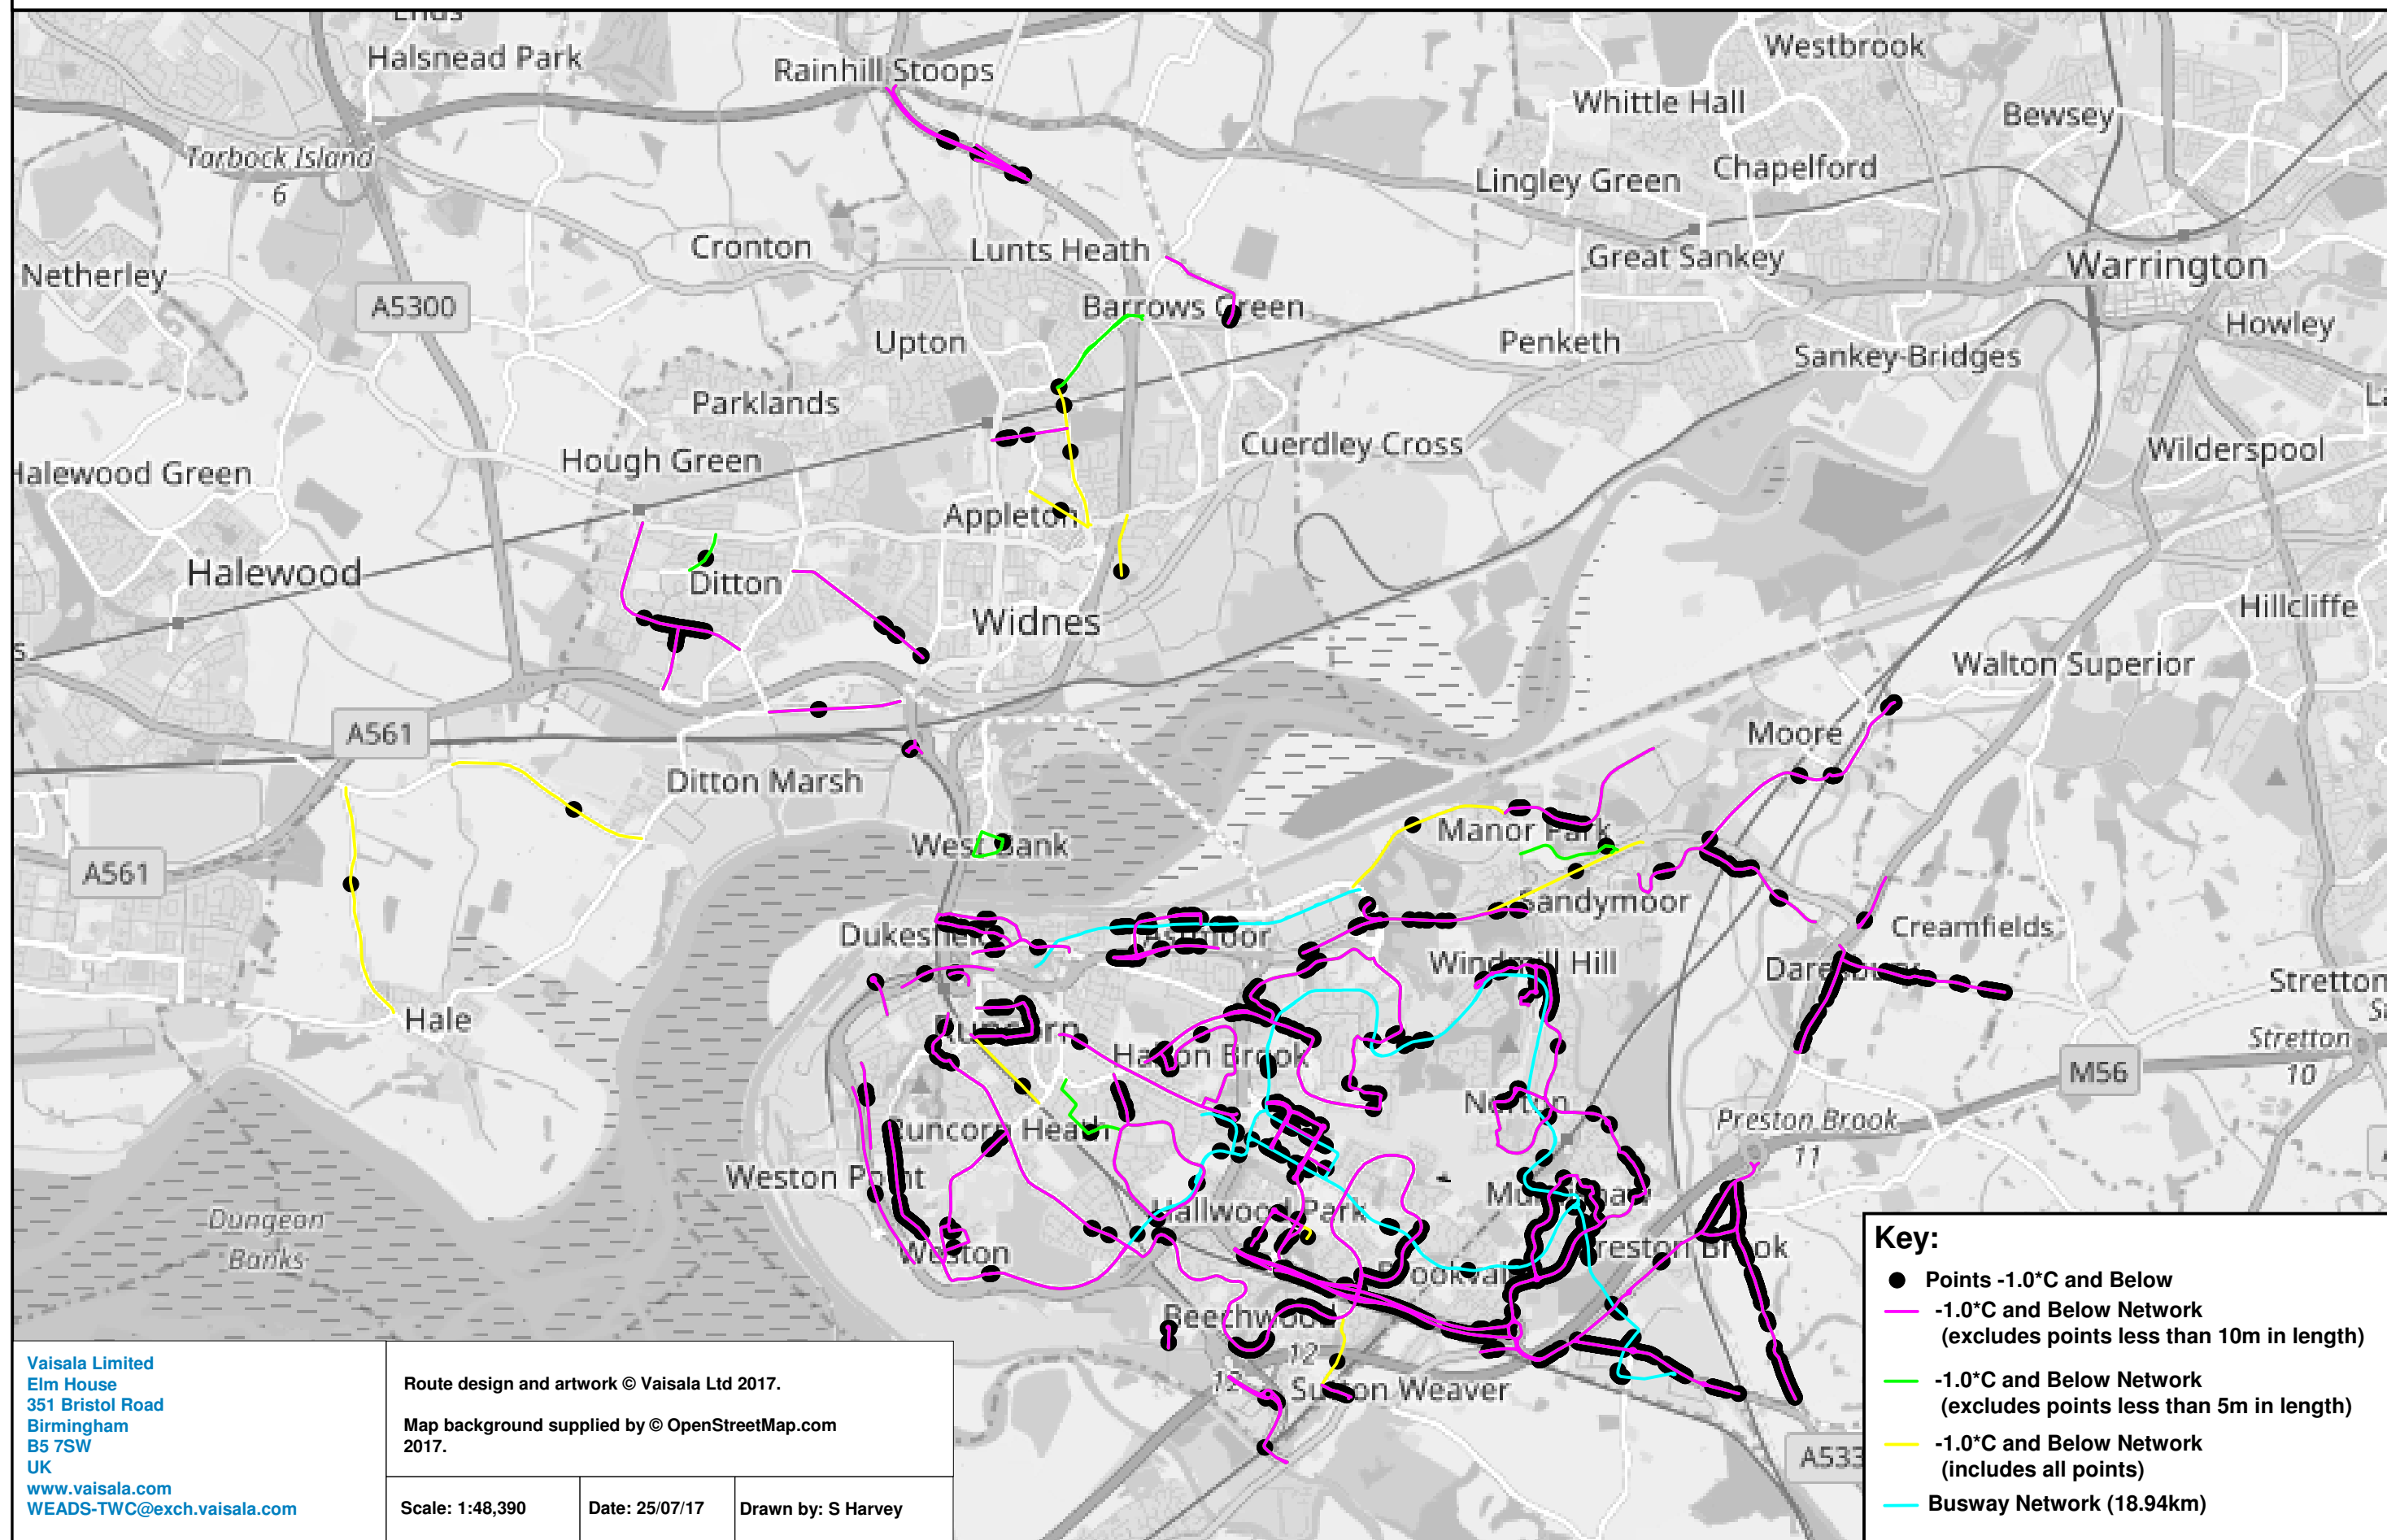 Halsnead Park
Rainhill Stoops
Westbrook
Whittle Hall
Bewsey
Tarbock Island
6
Lingley Green
Chapelford
Cronton
Lunts Heath
Great Sankey
Warrington
Netherley
A5300
Barrows Green
Howley
Upton
Penketh
Sankey-Bridges
Parklands
Hough Green
Cuerdley Cross
Wilderspool
Halewood Green
Appleton
Halewood
Ditton
Widnes
Hillcliffe
Walton Superior
A561
Moore
Ditton Marsh
Manor Park
West Bank
A561
Sandymoor
Creamfields
Windmill Hill
Stretton
Hale
Runcorn
Stretton
10
M56
Norton
Preston Brook
11
Runcorn Heath
Weston Point
Hallwood Park
Dungeon
Banks
Weston
Preston Brook
Beechwood
12
12
Sutton Weaver
A533
Key:
Points -1.0*C and Below
-1.0*C and Below Network
(excludes points less than 10m in length)
-1.0*C and Below Network
(excludes points less than 5m in length)
-1.0*C and Below Network
(includes all points)
Busway Network (18.94km)
Vaisala Limited
Elm House
351 Bristol Road
Birmingham
B5 7SW
UK
www.vaisala.com
WEADS-TWC@exch.vaisala.com
Route design and artwork © Vaisala Ltd 2017.
Map background supplied by © OpenStreetMap.com
2017.
Scale: 1:48,390
Date: 25/07/17
Drawn by: S Harvey